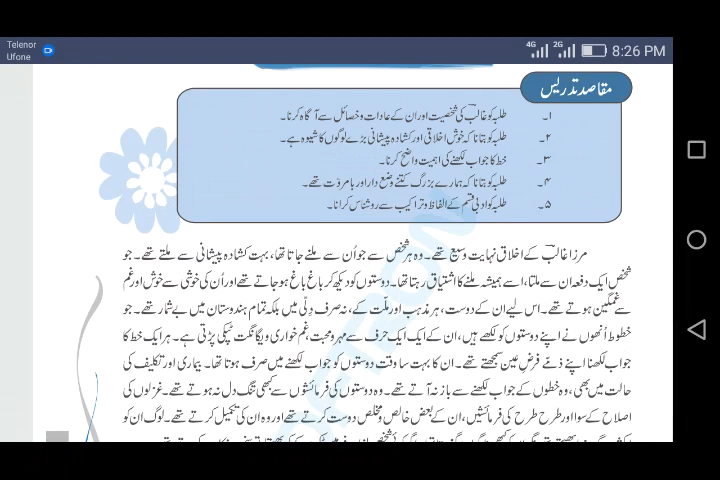 Telenor
Ufone
4G 2G 8:26 PM
مقاصدِ تدریس
۱۔ طلبہ کو غالبؔ کی شخصیت اور ان کے عادات و خصائل سے آگاہ کرنا۔
۲۔ طلبہ کو بتانا کہ خوش اخلاقی اور کشادہ پیشانی بڑے لوگوں کا شیوہ ہے۔
۳۔ خط کا جواب لکھنے کی اہمیت واضح کرنا۔
۴۔ طلبہ کو بتانا کہ ہمارے بزرگ کتنے وضع دار اور بامروّت تھے۔
۵۔ طلبہ کو ادبی قسم کے الفاظ و تراکیب سے روشناس کرانا۔
مرزا غالبؔ کے اخلاق نہایت وسیع تھے۔ وہ ہر شخص سے جو اُن سے ملنے جاتا تھا، بہت کشادہ پیشانی سے ملتے تھے۔ جو
شخص ایک دفعہ ان سے ملتا، اسے ہمیشہ ملنے کا اشتیاق رہتا تھا۔ دوستوں کو دیکھ کر باغ باغ ہو جاتے تھے اور اُن کی خوشی سے خوش اور غم
سے غمگین ہوتے تھے۔ اس لیے ان کے دوست، ہر مذہب اور ملّت کے، نہ صرف دِلّی میں بلکہ تمام ہندوستان میں بے شمار تھے۔ جو
خطوط اُنھوں نے اپنے دوستوں کو لکھے ہیں، ان کے ایک ایک حرف سے مہر و محبت، غم خواری و یگانگت ٹپکی پڑتی ہے۔ ہر ایک خط کا
جواب لکھنا اپنے ذمّے فرضِ عین سمجھتے تھے۔ ان کا بہت سا وقت دوستوں کو جواب لکھنے میں صرف ہوتا تھا۔ بیماری اور تکلیف کی
حالت میں بھی، وہ خطوں کے جواب لکھنے سے باز نہ آتے تھے۔ وہ دوستوں کی فرمائشوں سے کبھی تنگ دل نہ ہوتے تھے۔ غزلوں کی
اصلاح کے سوا اور طرح طرح کی فرمائشیں، ان کے بعض خالص و مخلص دوست کرتے تھے اور وہ ان کی تکمیل کرتے تھے۔ لوگ ان کو